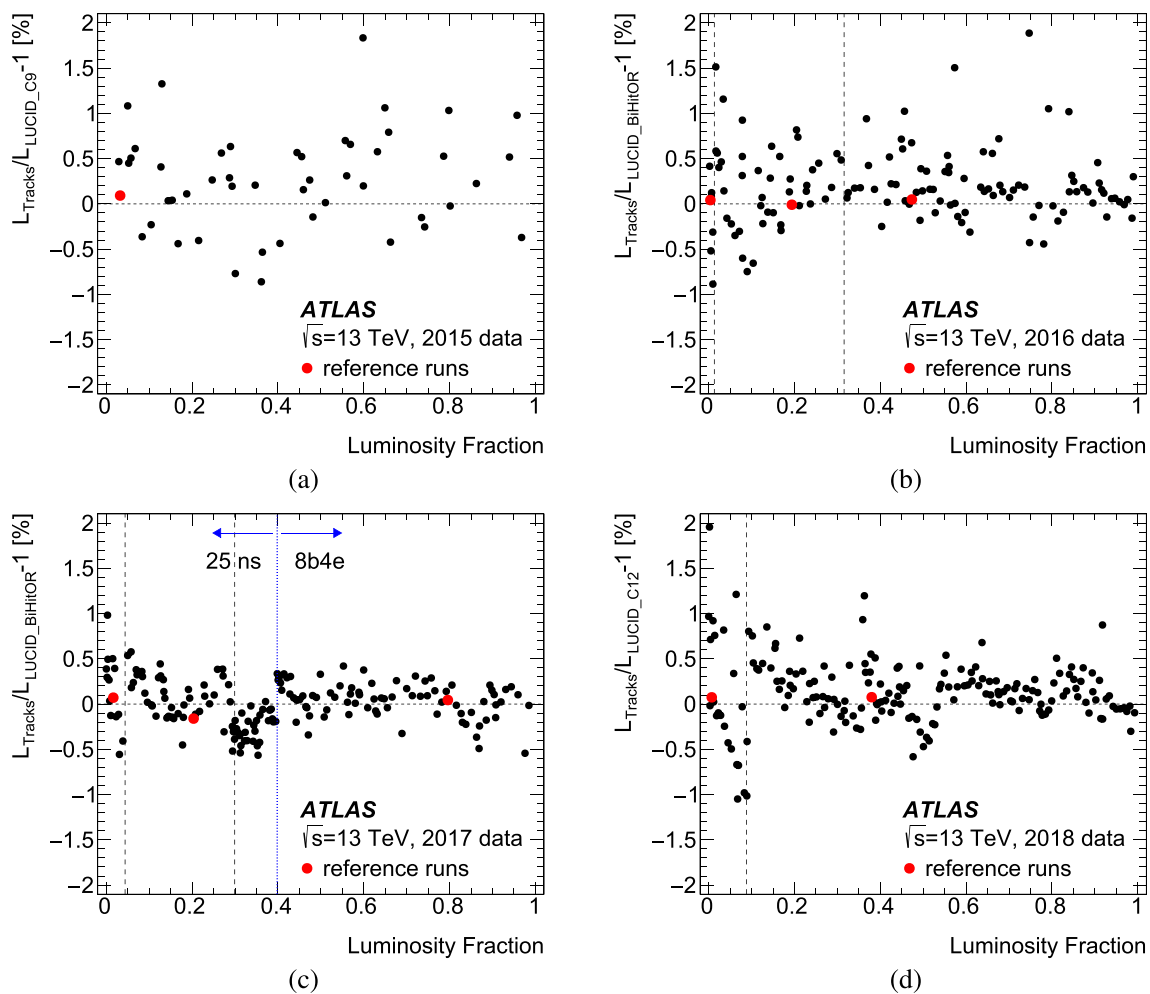 L_Tracks/L_LUCID_C9-1 [%]
2
1.5
1
0.5
0
−0.5
−1
−1.5
−2
ATLAS
√s=13 TeV, 2015 data
reference runs
0 0.2 0.4 0.6 0.8 1
Luminosity Fraction
(a)
L_Tracks/L_LUCID_BiHitOR-1 [%]
2
1.5
1
0.5
0
−0.5
−1
−1.5
−2
ATLAS
√s=13 TeV, 2016 data
reference runs
0 0.2 0.4 0.6 0.8 1
Luminosity Fraction
(b)
L_Tracks/L_LUCID_BiHitOR-1 [%]
2
1.5
1
0.5
0
−0.5
−1
−1.5
−2
25 ns 8b4e
ATLAS
√s=13 TeV, 2017 data
reference runs
0 0.2 0.4 0.6 0.8 1
Luminosity Fraction
(c)
L_Tracks/L_LUCID_C12-1 [%]
2
1.5
1
0.5
0
−0.5
−1
−1.5
−2
ATLAS
√s=13 TeV, 2018 data
reference runs
0 0.2 0.4 0.6 0.8 1
Luminosity Fraction
(d)